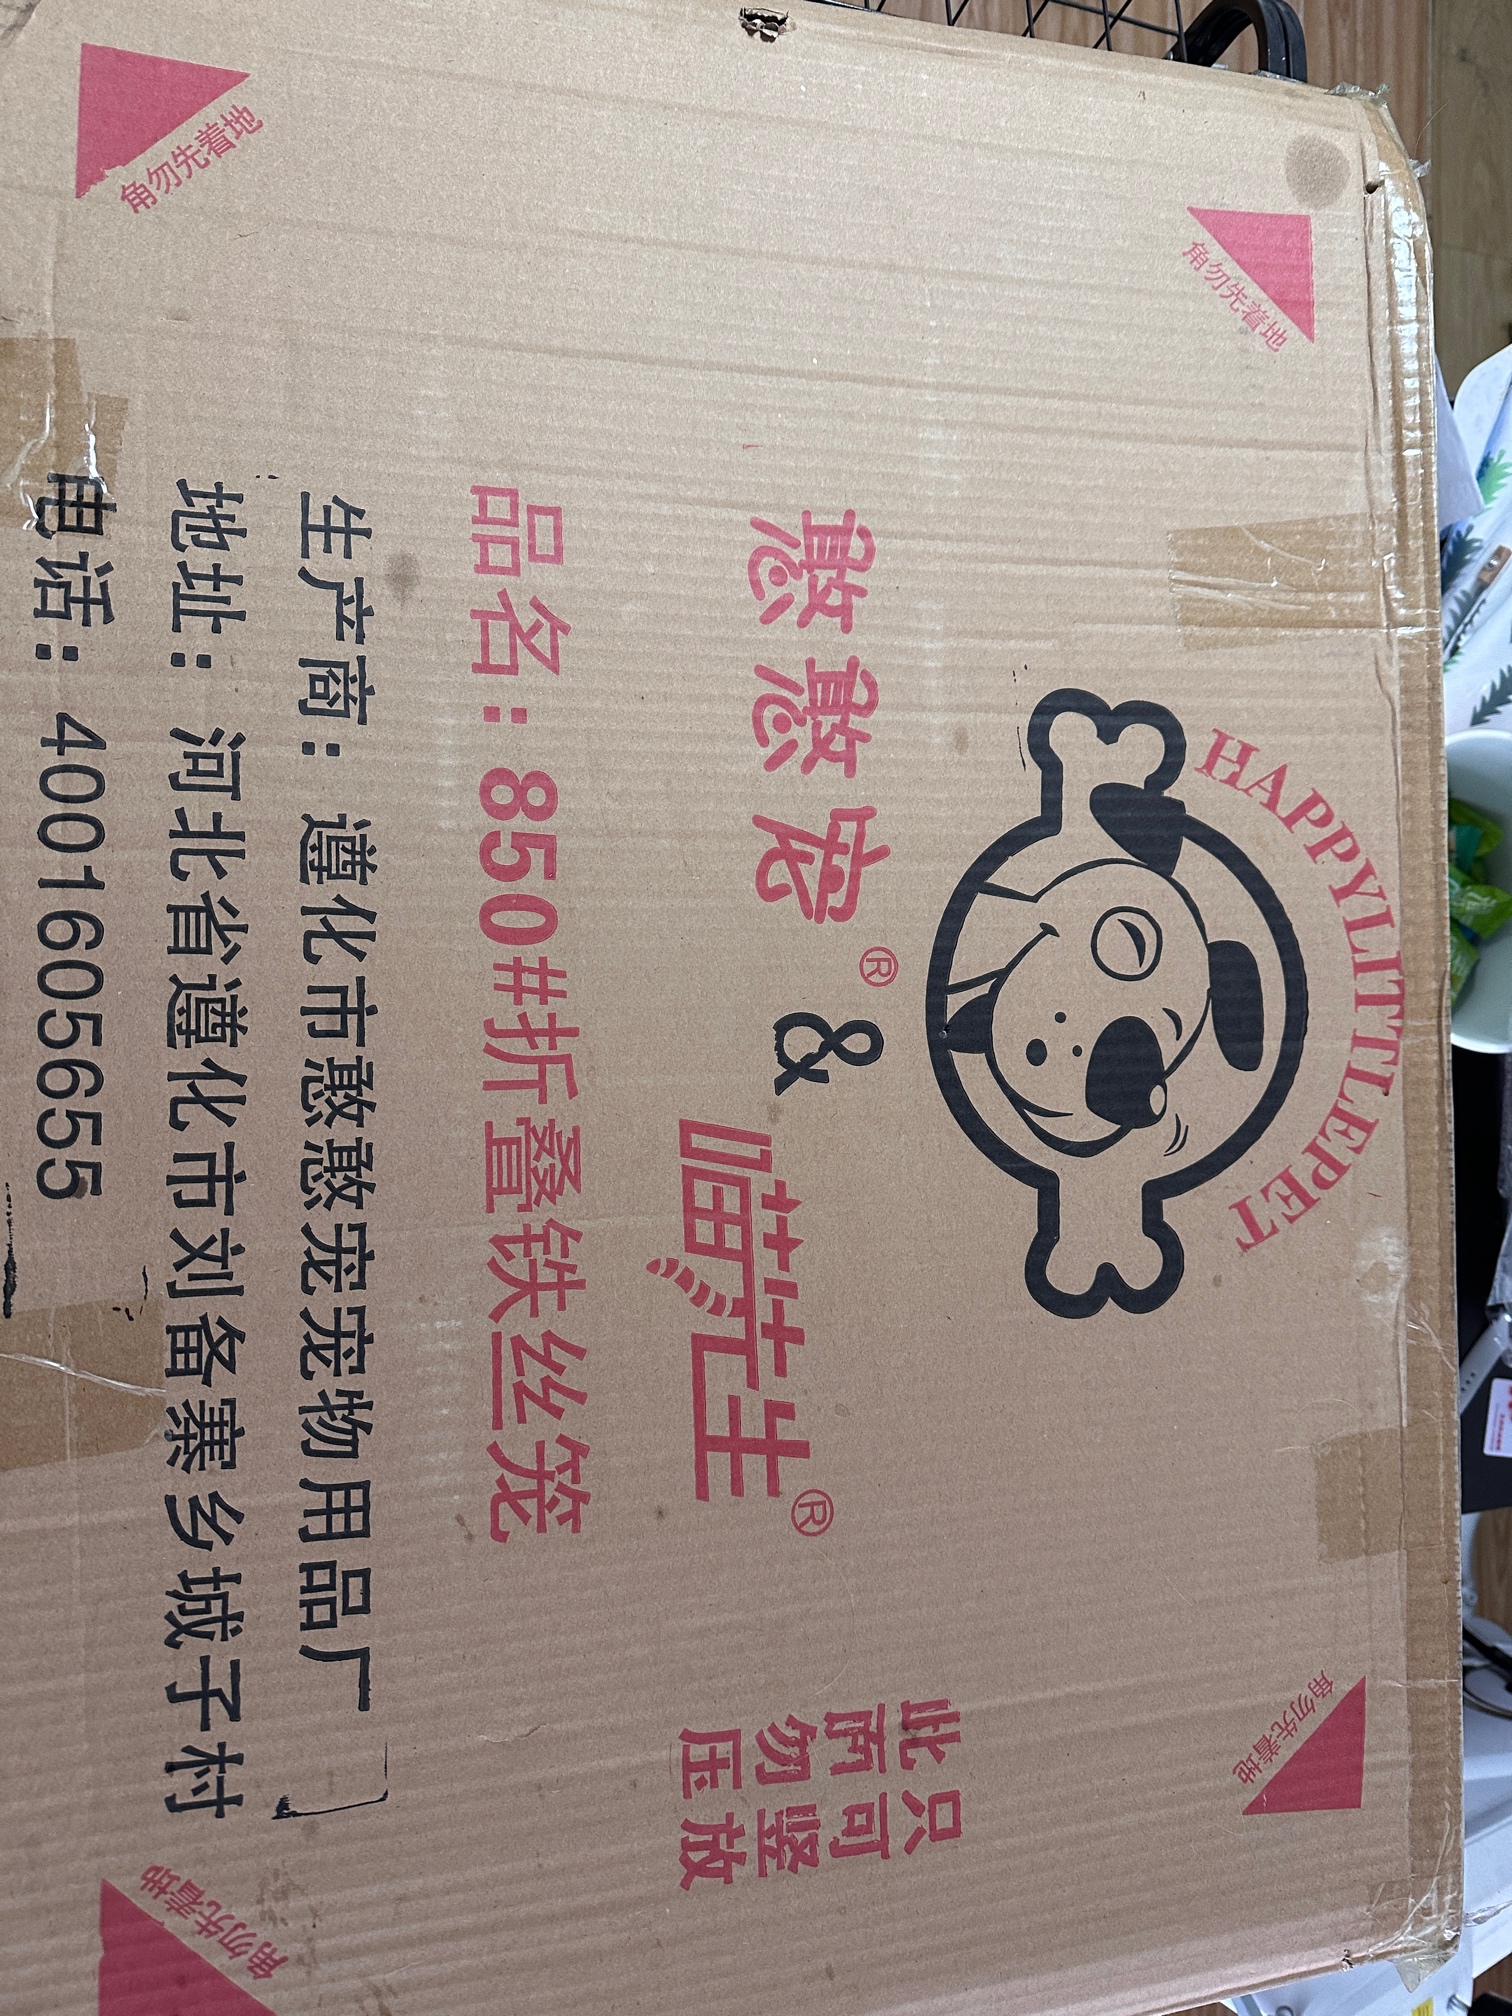 角勿先着地
角勿先着地
HAPPYLITTLEPET
憨憨宠® & 喵先生®
此面勿压
只可竖放
品名:850#折叠铁丝笼
生产商:遵化市憨憨宠宠物用品厂
地址:河北省遵化市刘备寨乡城子村
电话:4001605655
角勿先着地
角勿先着地